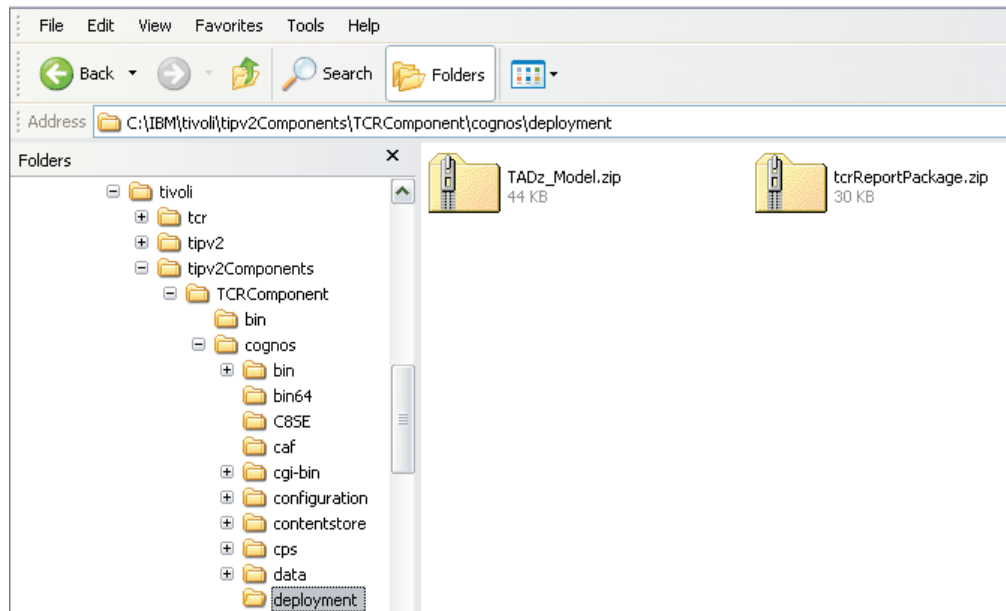 File Edit View Favorites Tools Help
Back Search Folders
Address C:\IBM\tivoli\tipv2Components\TCRComponent\cognos\deployment
Folders
tivoli
tcr
tipv2
tipv2Components
TCRComponent
bin
cognos
bin
bin64
C8SE
caf
cgi-bin
configuration
contentstore
cps
data
deployment
TADz_Model.zip
44 KB
tcrReportPackage.zip
30 KB